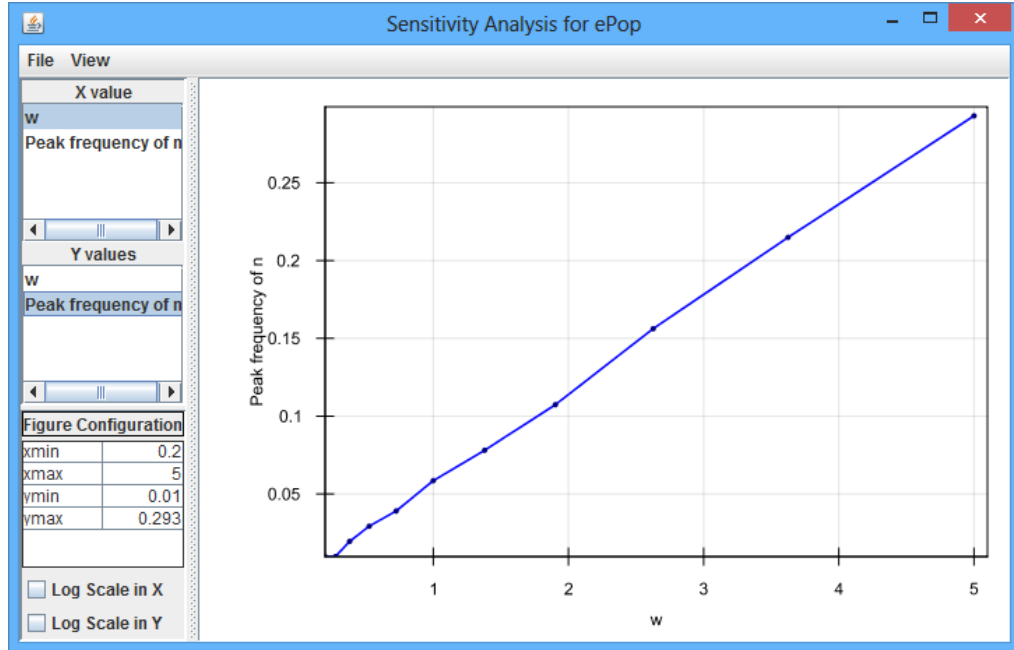 Sensitivity Analysis for ePop
File View
X value
w
Peak frequency of n
Y values
w
Peak frequency of n
Figure Configuration
xmin 0.2
xmax 5
ymin 0.01
ymax 0.293
Log Scale in X
Log Scale in Y
Peak frequency of n
0.25
0.2
0.15
0.1
0.05
1 2 3 4 5
w